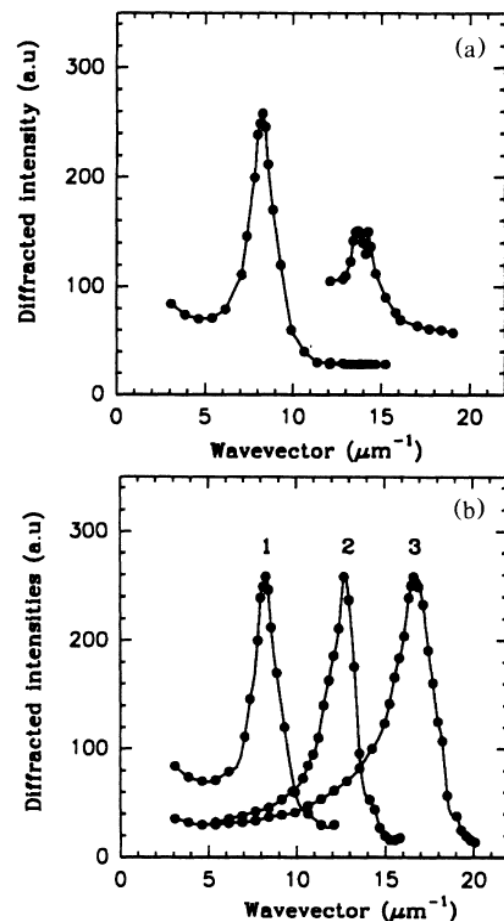 (a)
300
200
100
0
Diffracted intensity (a.u)
0 5 10 15 20
Wavevector (μm⁻¹)
(b)
1 2 3
300
200
100
0
Diffracted intensities (a.u)
0 5 10 15 20
Wavevector (μm⁻¹)